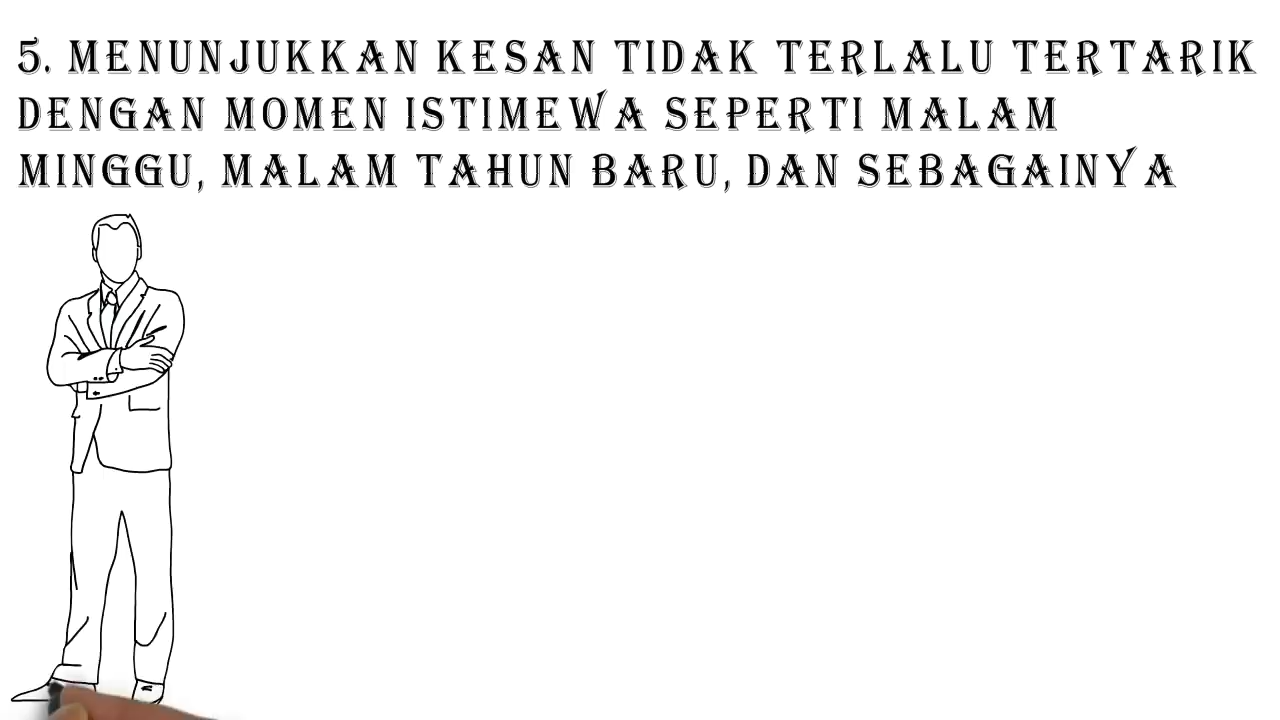 5. MENUNJUKKAN KESAN TIDAK TERLALU TERTARIK
DENGAN MOMEN ISTIMEWA SEPERTI MALAM
MINGGU, MALAM TAHUN BARU, DAN SEBAGAINYA